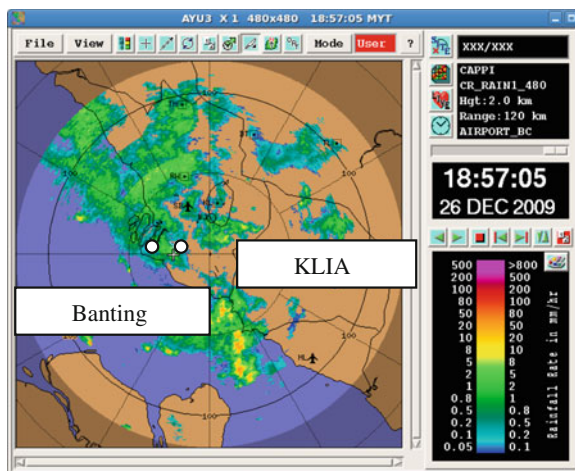 AYU3 X 1 480x480 18:57:05 MYT
File View Mode User ?
xxx/xxx
CAPPI
CR_RAIN1_480
Hgt:2.0 km
Range:120 km
AIRPORT_BC
18:57:05
26 DEC 2009
100
100
100
100
100
KLIA
Banting
ML
500 >800
200 500
100 200
80 100
50 80
20 50
10 20
8 10
5 8
2 5
1 2
0.8 1
0.5 0.8
0.2 0.5
0.1 0.2
0.05 0.1
Rainfall Rate in mm/hr